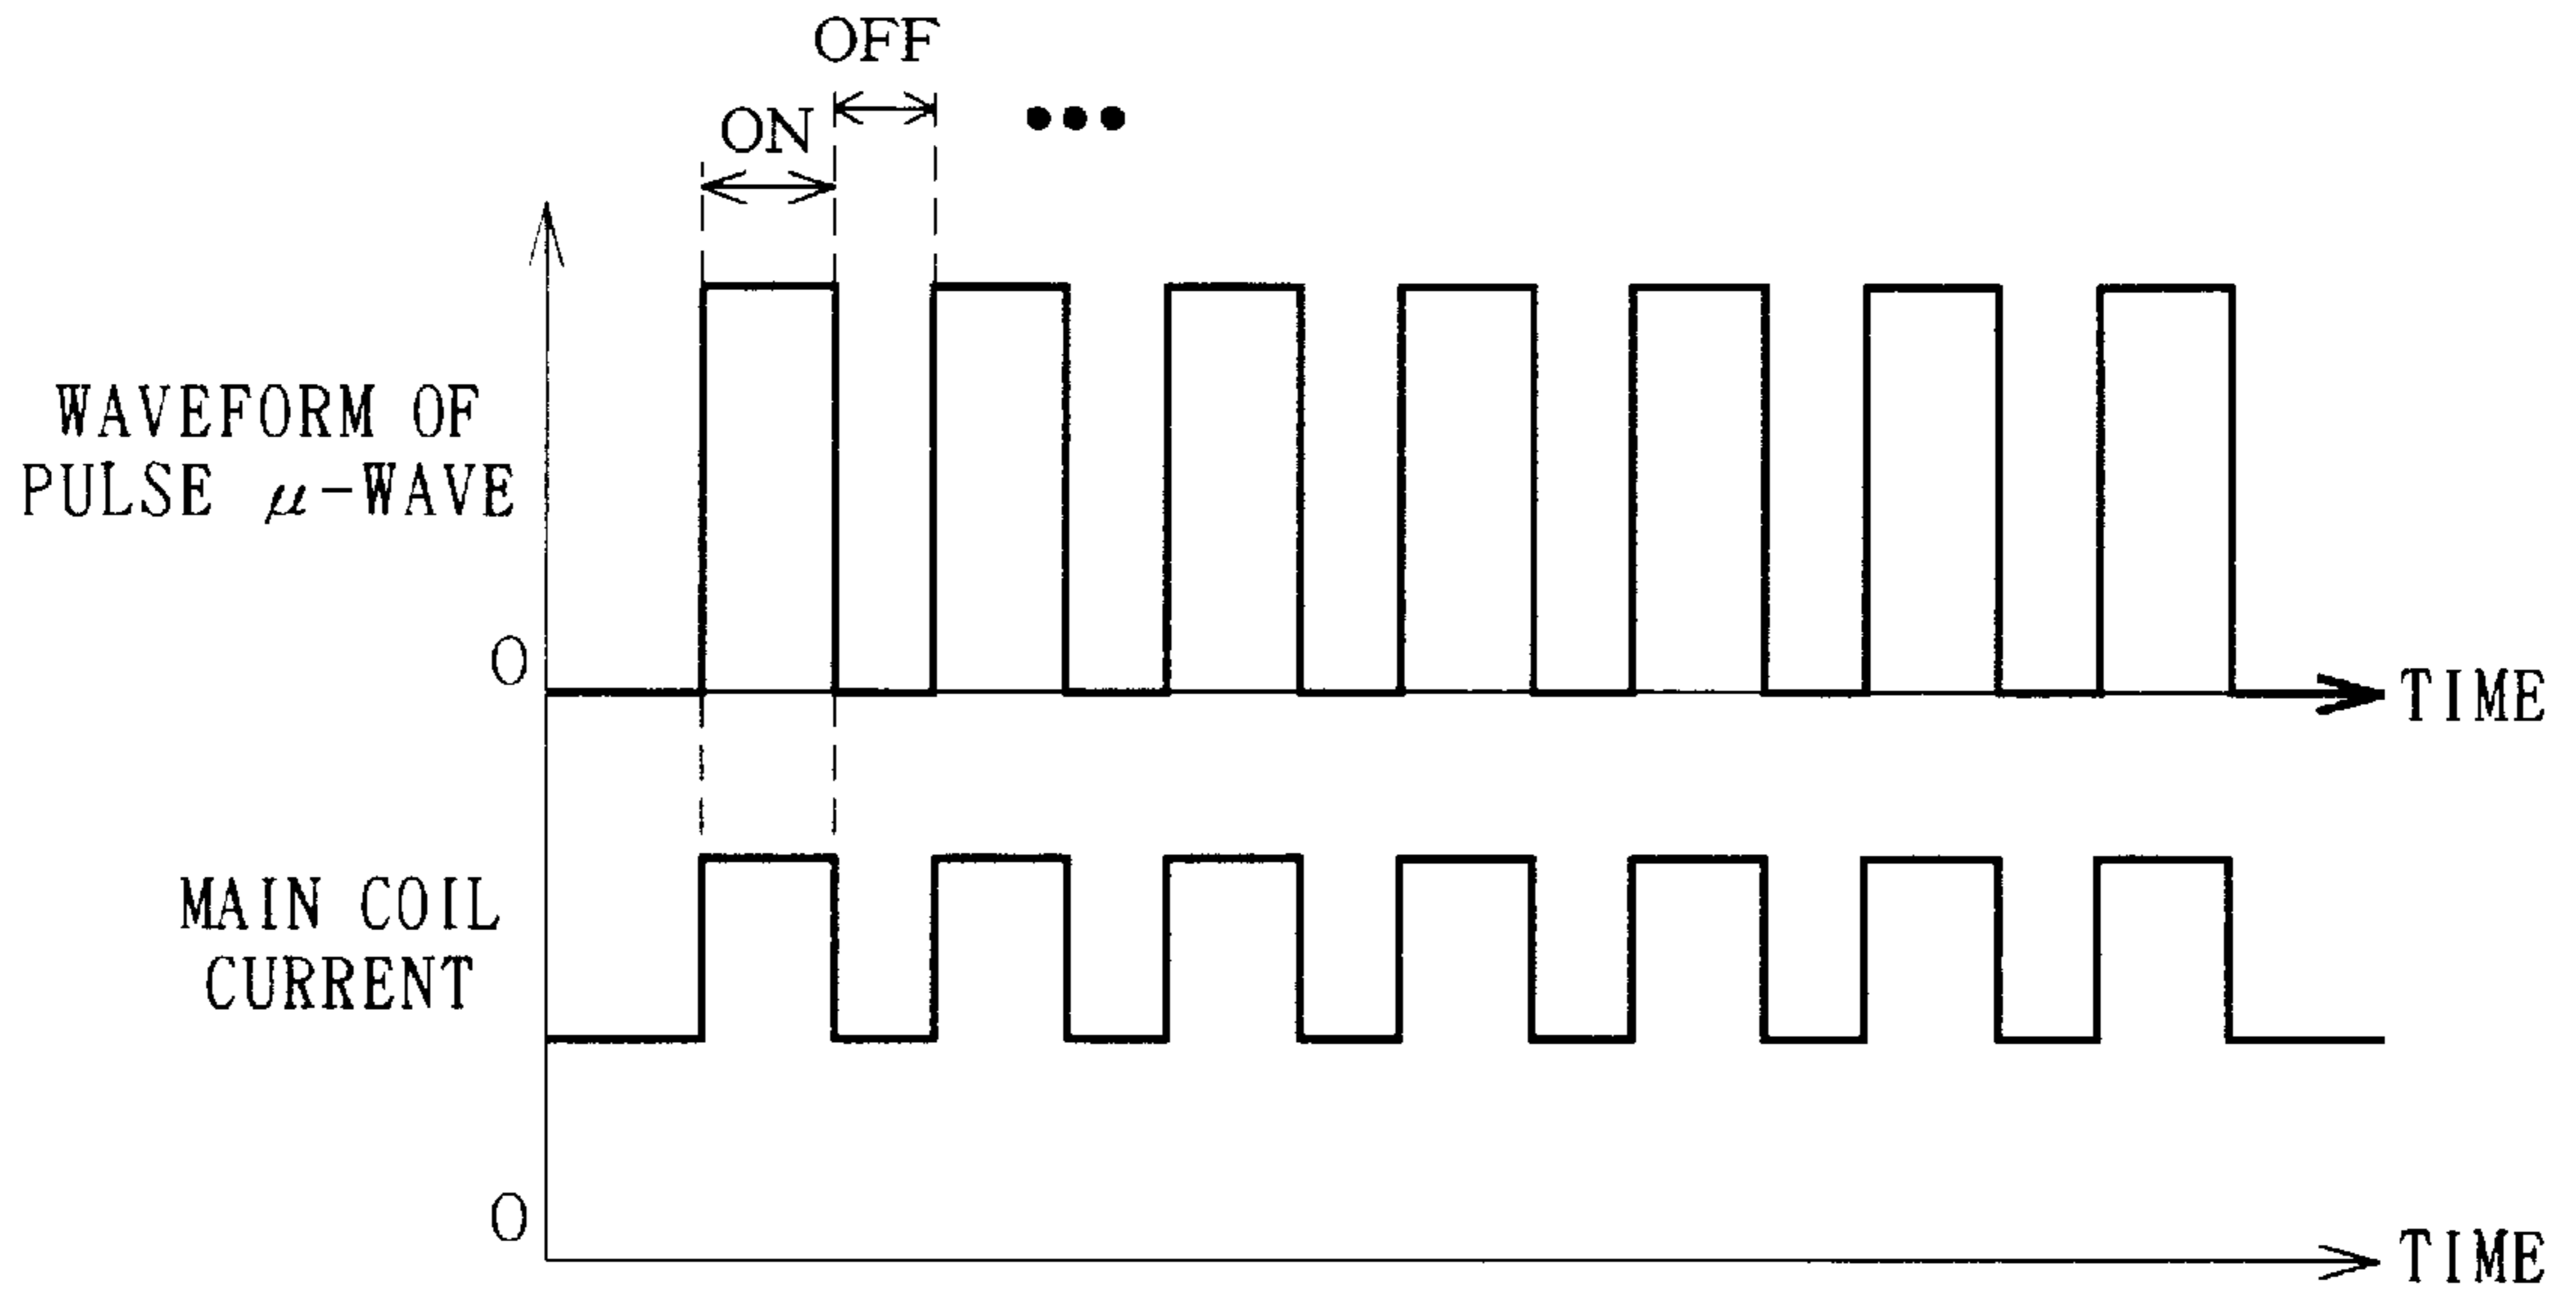 OFF
ON
•••
WAVEFORM OF
PULSE μ-WAVE
0
TIME
MAIN COIL
CURRENT
0
TIME